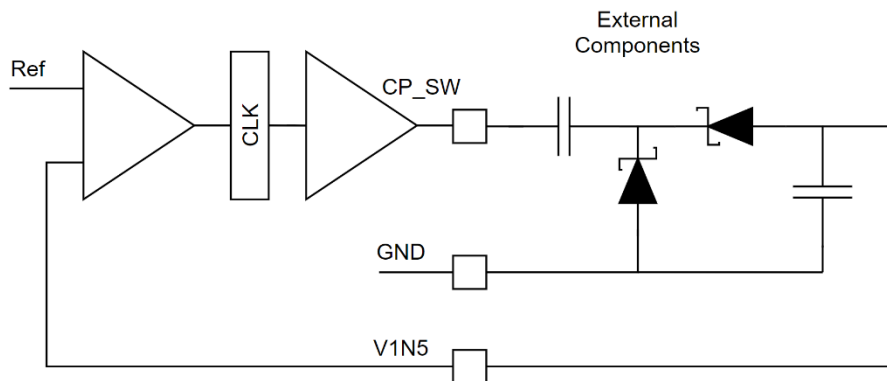 External
Components
Ref
CP_SW
CLK
GND
V1N5